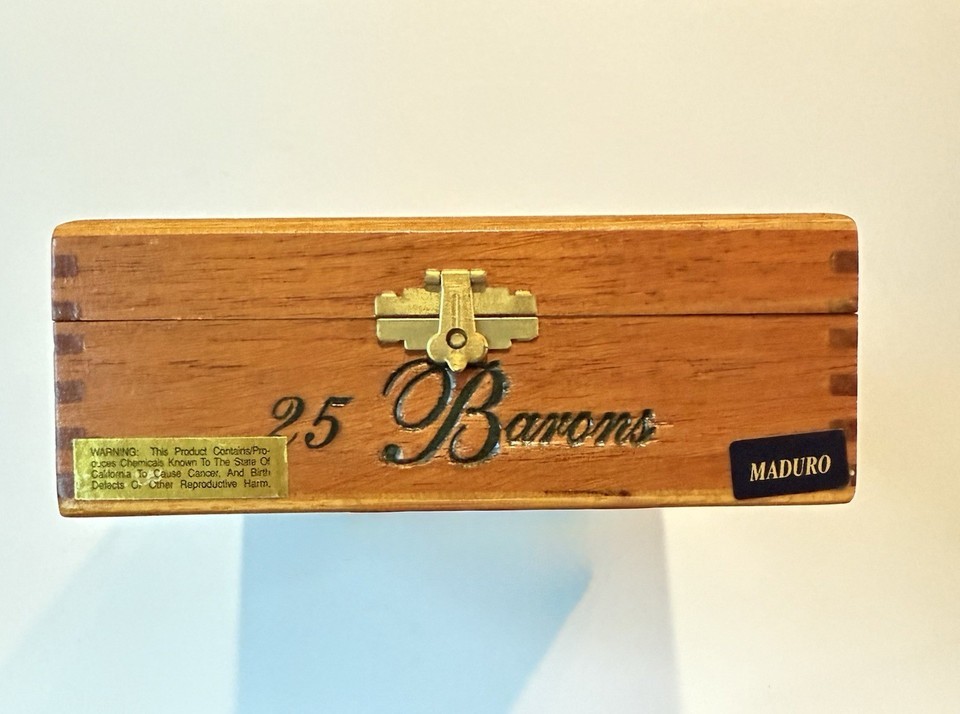 25 Barons
WARNING: This Product Contains/Pro-
duces Chemicals Known To The State Of
California To Cause Cancer, And Birth
Defects Or Other Reproductive Harm.
MADURO